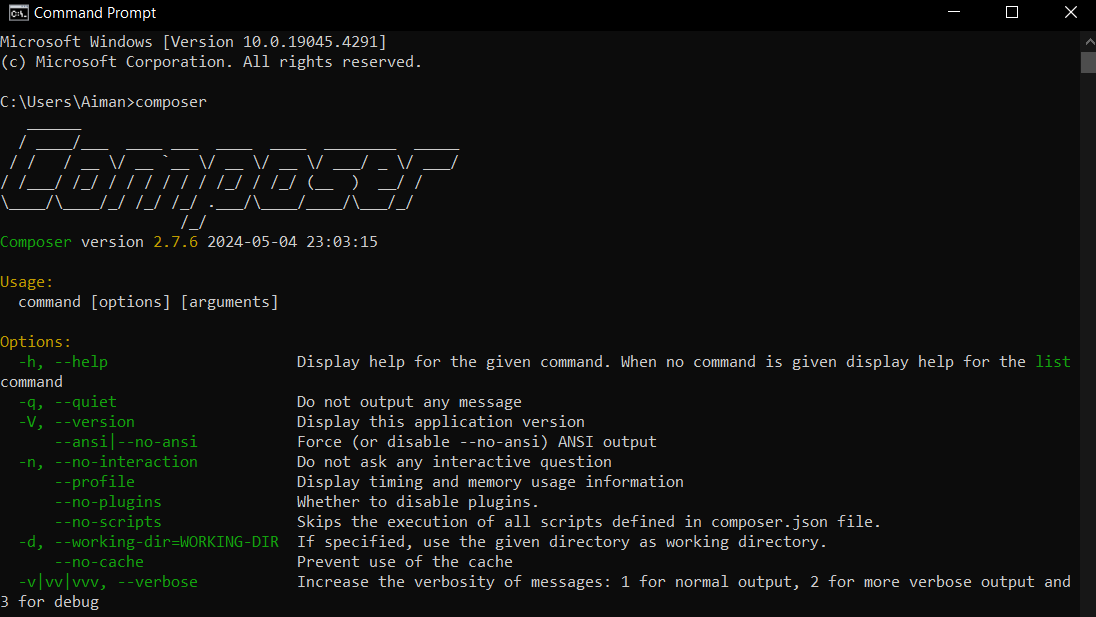 Command Prompt
Microsoft Windows [Version 10.0.19045.4291]
(c) Microsoft Corporation. All rights reserved.
C:\Users\Aiman>composer
Composer
Composer version 2.7.6 2024-05-04 23:03:15
Usage:
  command [options] [arguments]
Options:
  -h, --help                     Display help for the given command. When no command is given display help for the list
command
  -q, --quiet                    Do not output any message
  -V, --version                  Display this application version
      --ansi|--no-ansi           Force (or disable --no-ansi) ANSI output
  -n, --no-interaction           Do not ask any interactive question
      --profile                  Display timing and memory usage information
      --no-plugins               Whether to disable plugins.
      --no-scripts               Skips the execution of all scripts defined in composer.json file.
  -d, --working-dir=WORKING-DIR  If specified, use the given directory as working directory.
      --no-cache                 Prevent use of the cache
  -v|vv|vvv, --verbose           Increase the verbosity of messages: 1 for normal output, 2 for more verbose output and
3 for debug